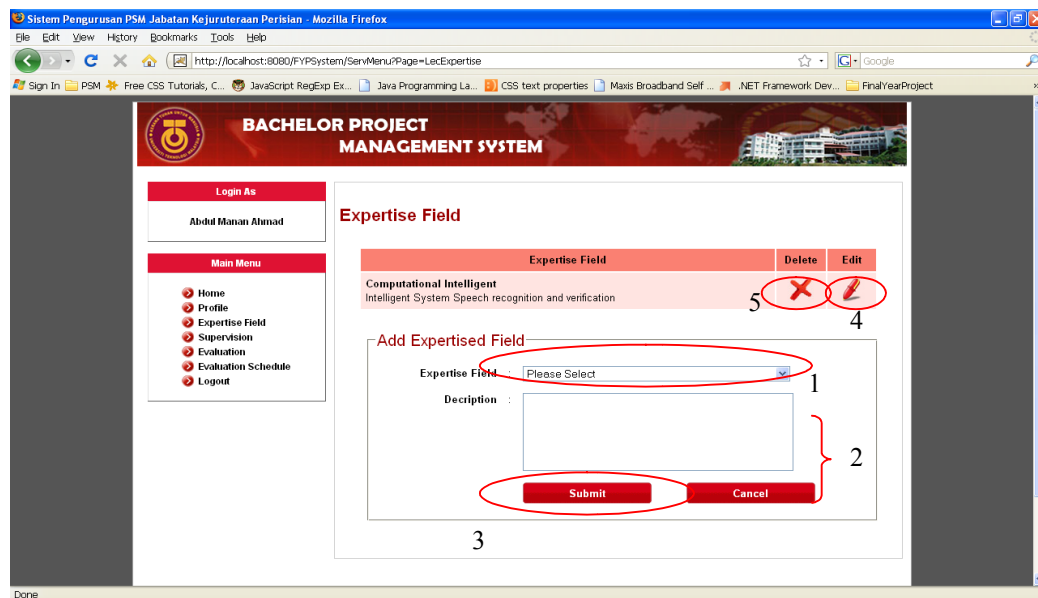 Sistem Pengurusan PSM Jabatan Kejuruteraan Perisian - Mozilla Firefox
File Edit View History Bookmarks Tools Help
http://localhost:8080/FYPSystem/ServMenu?Page=LecExpertise
Google
Sign In PSM Free CSS Tutorials, C... JavaScript RegExp Ex... Java Programming La... CSS text properties Maxis Broadband Self ... .NET Framework Dev... FinalYearProject
BACHELOR PROJECT
MANAGEMENT SYSTEM
Login As
Abdul Manan Ahmad
Main Menu
Home
Profile
Expertise Field
Supervision
Evaluation
Evaluation Schedule
Logout
Expertise Field
Expertise Field Delete Edit
Computational Intelligent
Intelligent System Speech recognition and verification
5
4
Add Expertised Field
Expertise Field : Please Select
1
Decription :
2
Submit Cancel
3
Done